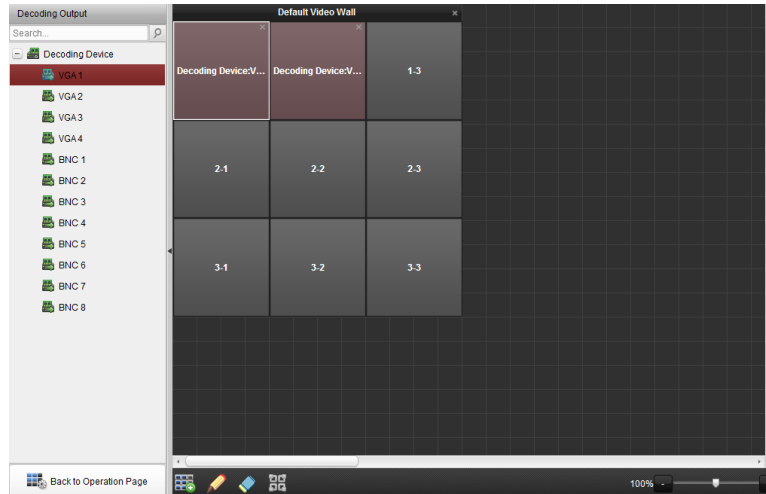 Decoding Output
Search...
Decoding Device
VGA 1
VGA 2
VGA 3
VGA 4
BNC 1
BNC 2
BNC 3
BNC 4
BNC 5
BNC 6
BNC 7
BNC 8
Back to Operation Page
Default Video Wall
Decoding Device:V... Decoding Device:V... 1-3
2-1 2-2 2-3
3-1 3-2 3-3
100%